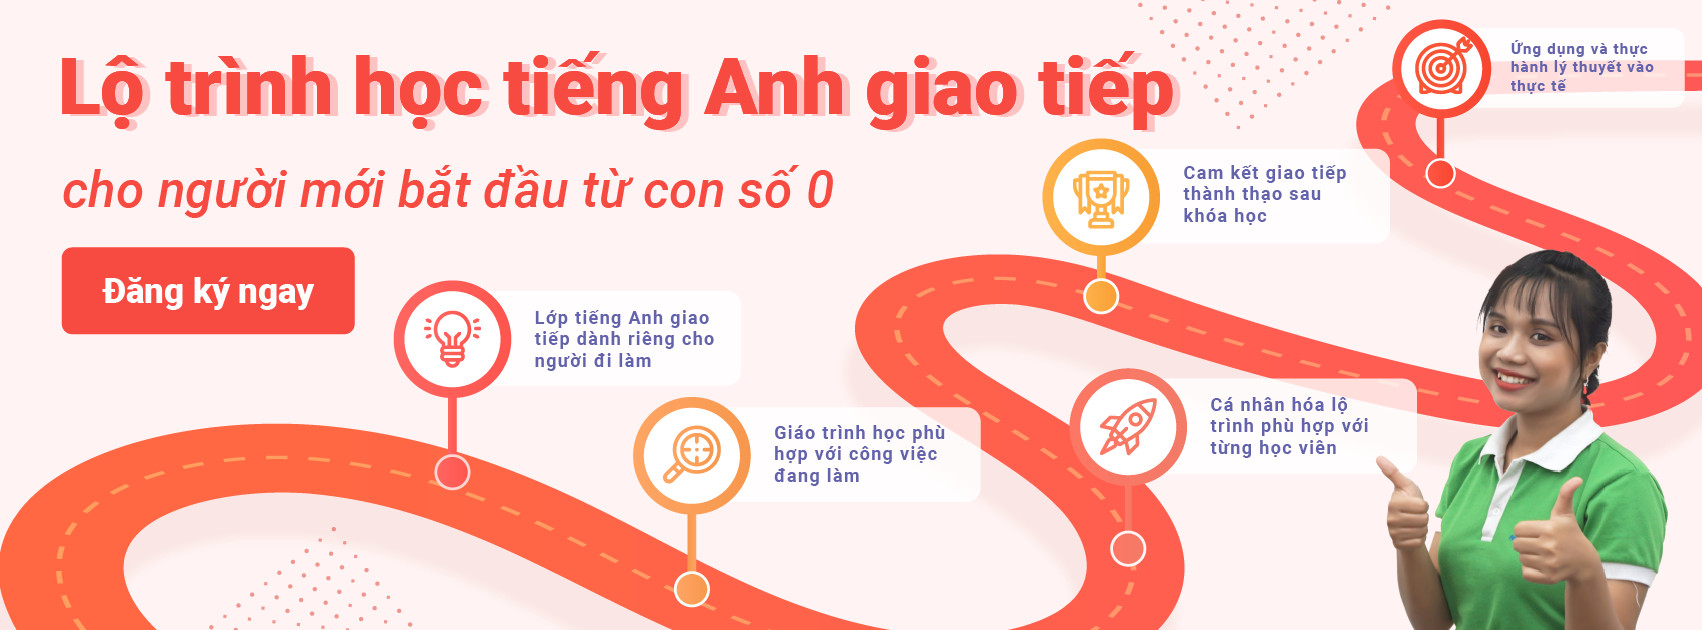 Lộ trình học tiếng Anh giao tiếp
cho người mới bắt đầu từ con số 0
Đăng ký ngay
Lớp tiếng Anh giao
tiếp dành riêng cho
người đi làm
Giáo trình học phù
hợp với công việc
đang làm
Cá nhân hóa lộ
trình phù hợp với
từng học viên
Cam kết giao tiếp
thành thạo sau
khóa học
Ứng dụng và thực
hành lý thuyết vào
thực tế